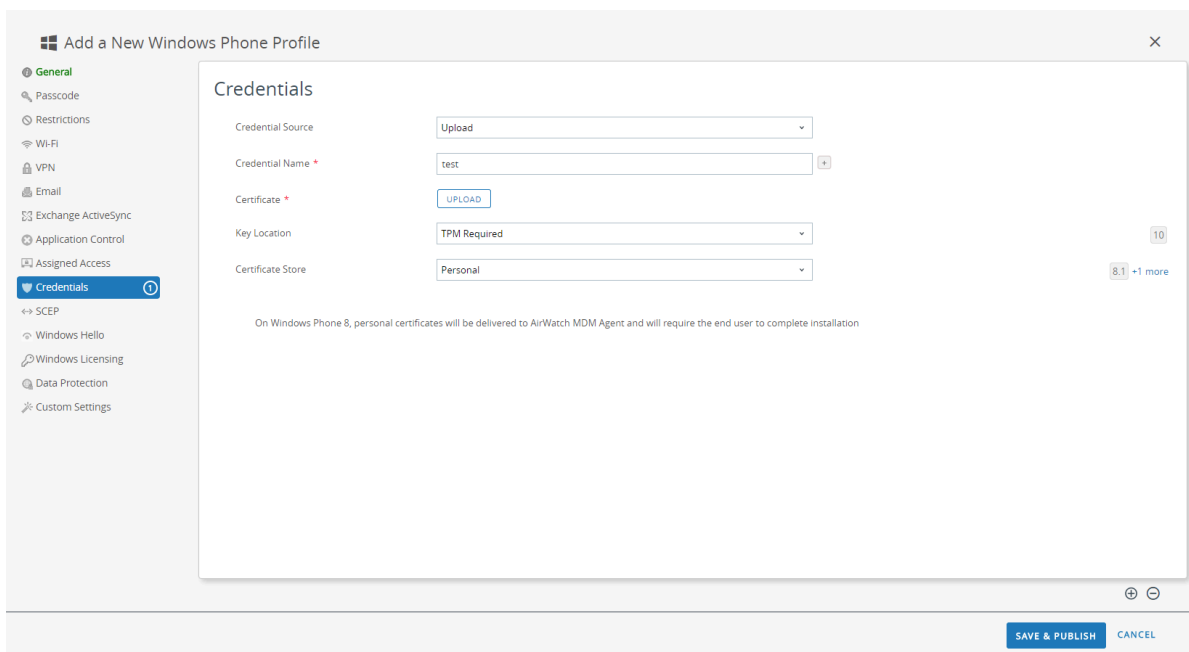 Add a New Windows Phone Profile
General
Passcode
Restrictions
Wi-Fi
VPN
Email
Exchange ActiveSync
Application Control
Assigned Access
Credentials 1
SCEP
Windows Hello
Windows Licensing
Data Protection
Custom Settings
Credentials
Credential Source Upload
Credential Name * test +
Certificate * UPLOAD
Key Location TPM Required 10
Certificate Store Personal 8.1 +1 more
On Windows Phone 8, personal certificates will be delivered to AirWatch MDM Agent and will require the end user to complete installation
SAVE & PUBLISH CANCEL